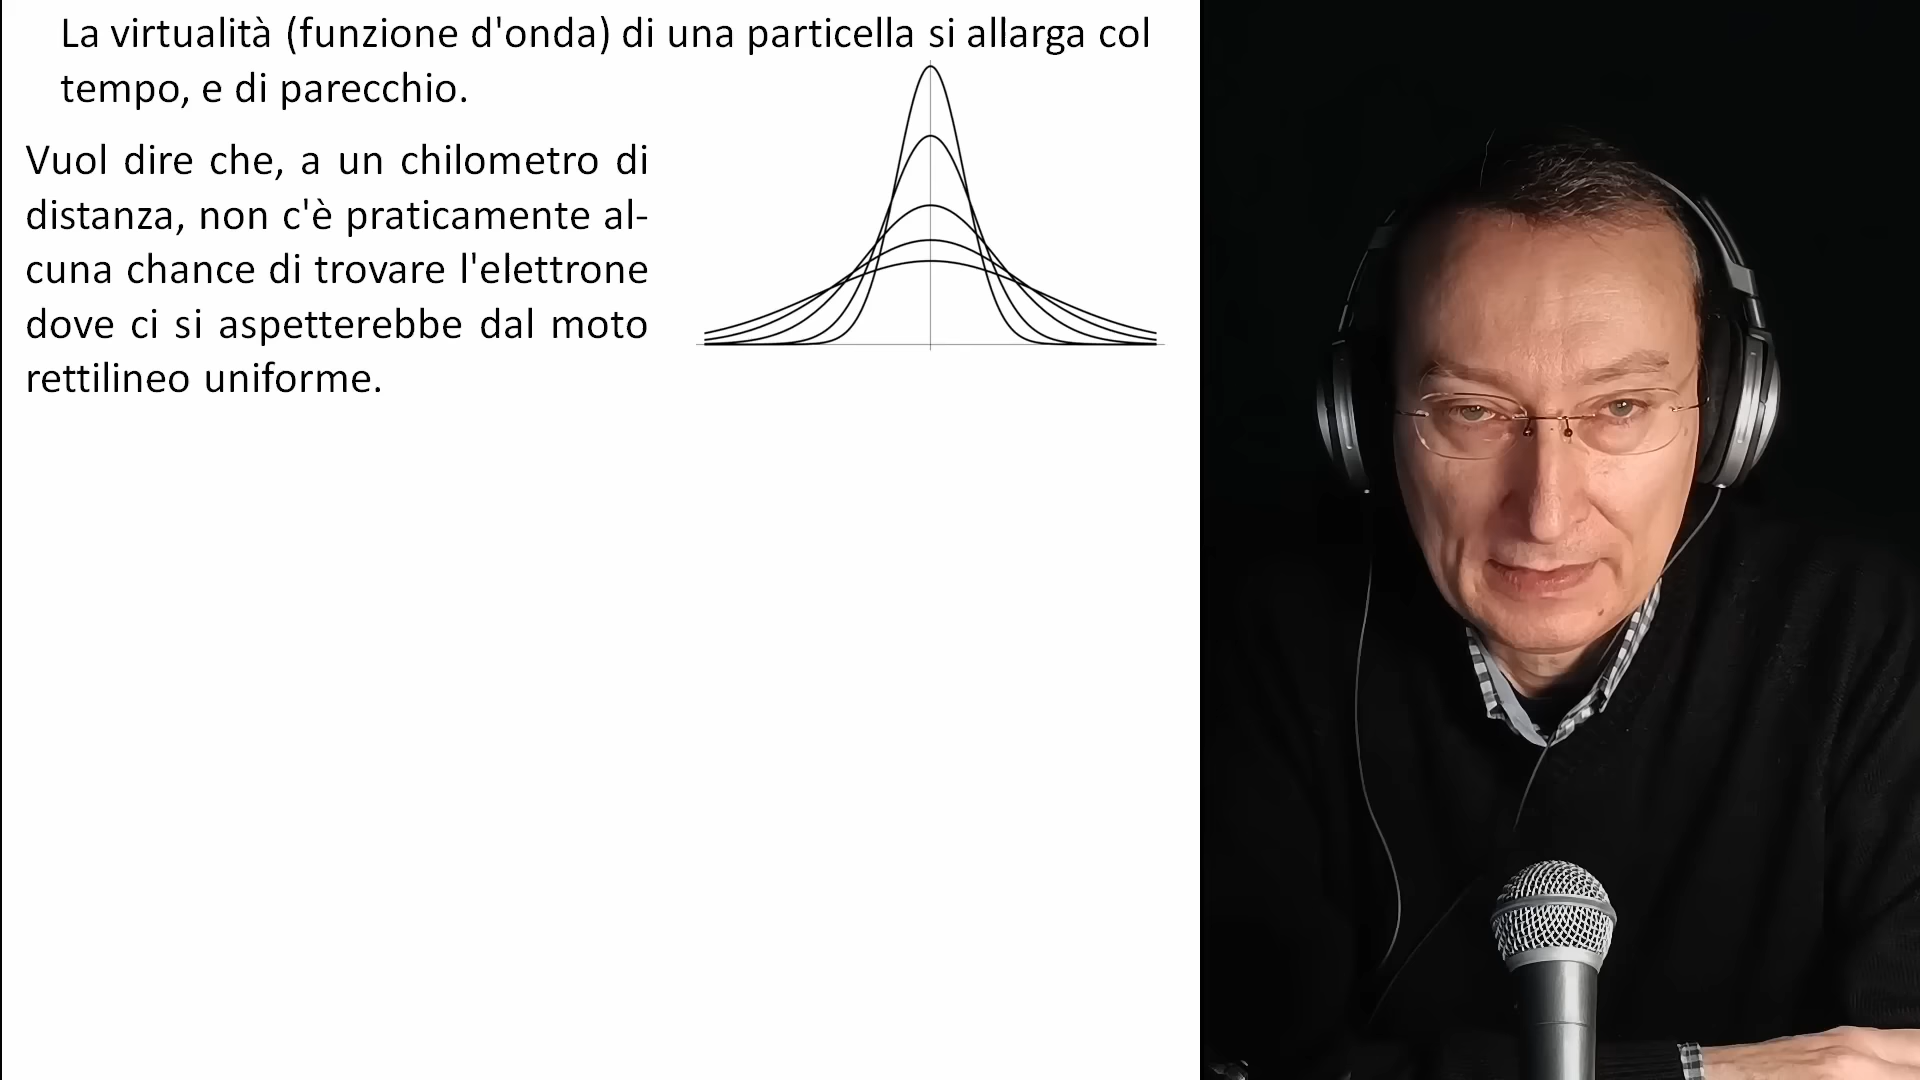 La virtualità (funzione d'onda) di una particella si allarga col
tempo, e di parecchio.
Vuol dire che, a un chilometro di
distanza, non c'è praticamente al-
cuna chance di trovare l'elettrone
dove ci si aspetterebbe dal moto
rettilineo uniforme.